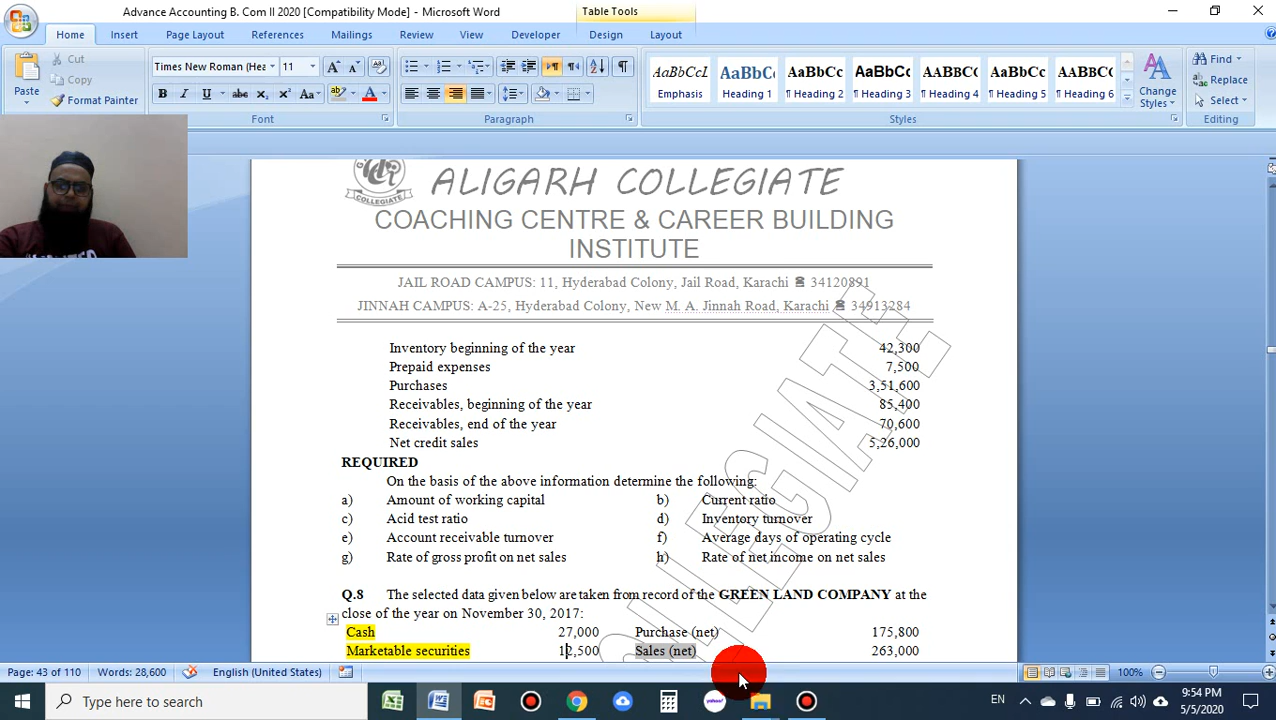 Advance Accounting B. Com II 2020 [Compatibility Mode] - Microsoft Word
Table Tools
Home Insert Page Layout References Mailings Review View Developer Design Layout
Paste
Cut
Copy
Format Painter
Clipboard
Times New Roman (Hea 11
Font
Paragraph
AaBbCcI AaBbCc AaBbCc AaBbCc AaBbCc AaBbCc AaBbCc
Emphasis Heading 1 ¶ Heading 2 Heading 3 ¶ Heading 4 ¶ Heading 5 ¶ Heading 6
Change Styles
Styles
Find
Replace
Select
Editing
COLLEGIATE
ALIGARH COLLEGIATE
COACHING CENTRE & CAREER BUILDING
INSTITUTE
JAIL ROAD CAMPUS: 11, Hyderabad Colony, Jail Road, Karachi ☎ 34120891
JINNAH CAMPUS: A-25, Hyderabad Colony, New M. A. Jinnah Road, Karachi ☎ 34913284
Inventory beginning of the year 42,300
Prepaid expenses 7,500
Purchases 3,51,600
Receivables, beginning of the year 85,400
Receivables, end of the year 70,600
Net credit sales 5,26,000
REQUIRED
On the basis of the above information determine the following:
a) Amount of working capital b) Current ratio
c) Acid test ratio d) Inventory turnover
e) Account receivable turnover f) Average days of operating cycle
g) Rate of gross profit on net sales h) Rate of net income on net sales
Q.8 The selected data given below are taken from record of the GREEN LAND COMPANY at the
close of the year on November 30, 2017:
Cash 27,000 Purchase (net) 175,800
Marketable securities 12,500 Sales (net) 263,000
COLLEGIATE
Page: 43 of 110 Words: 28,600 English (United States) 100%
Type here to search
EN
9:54 PM
5/5/2020